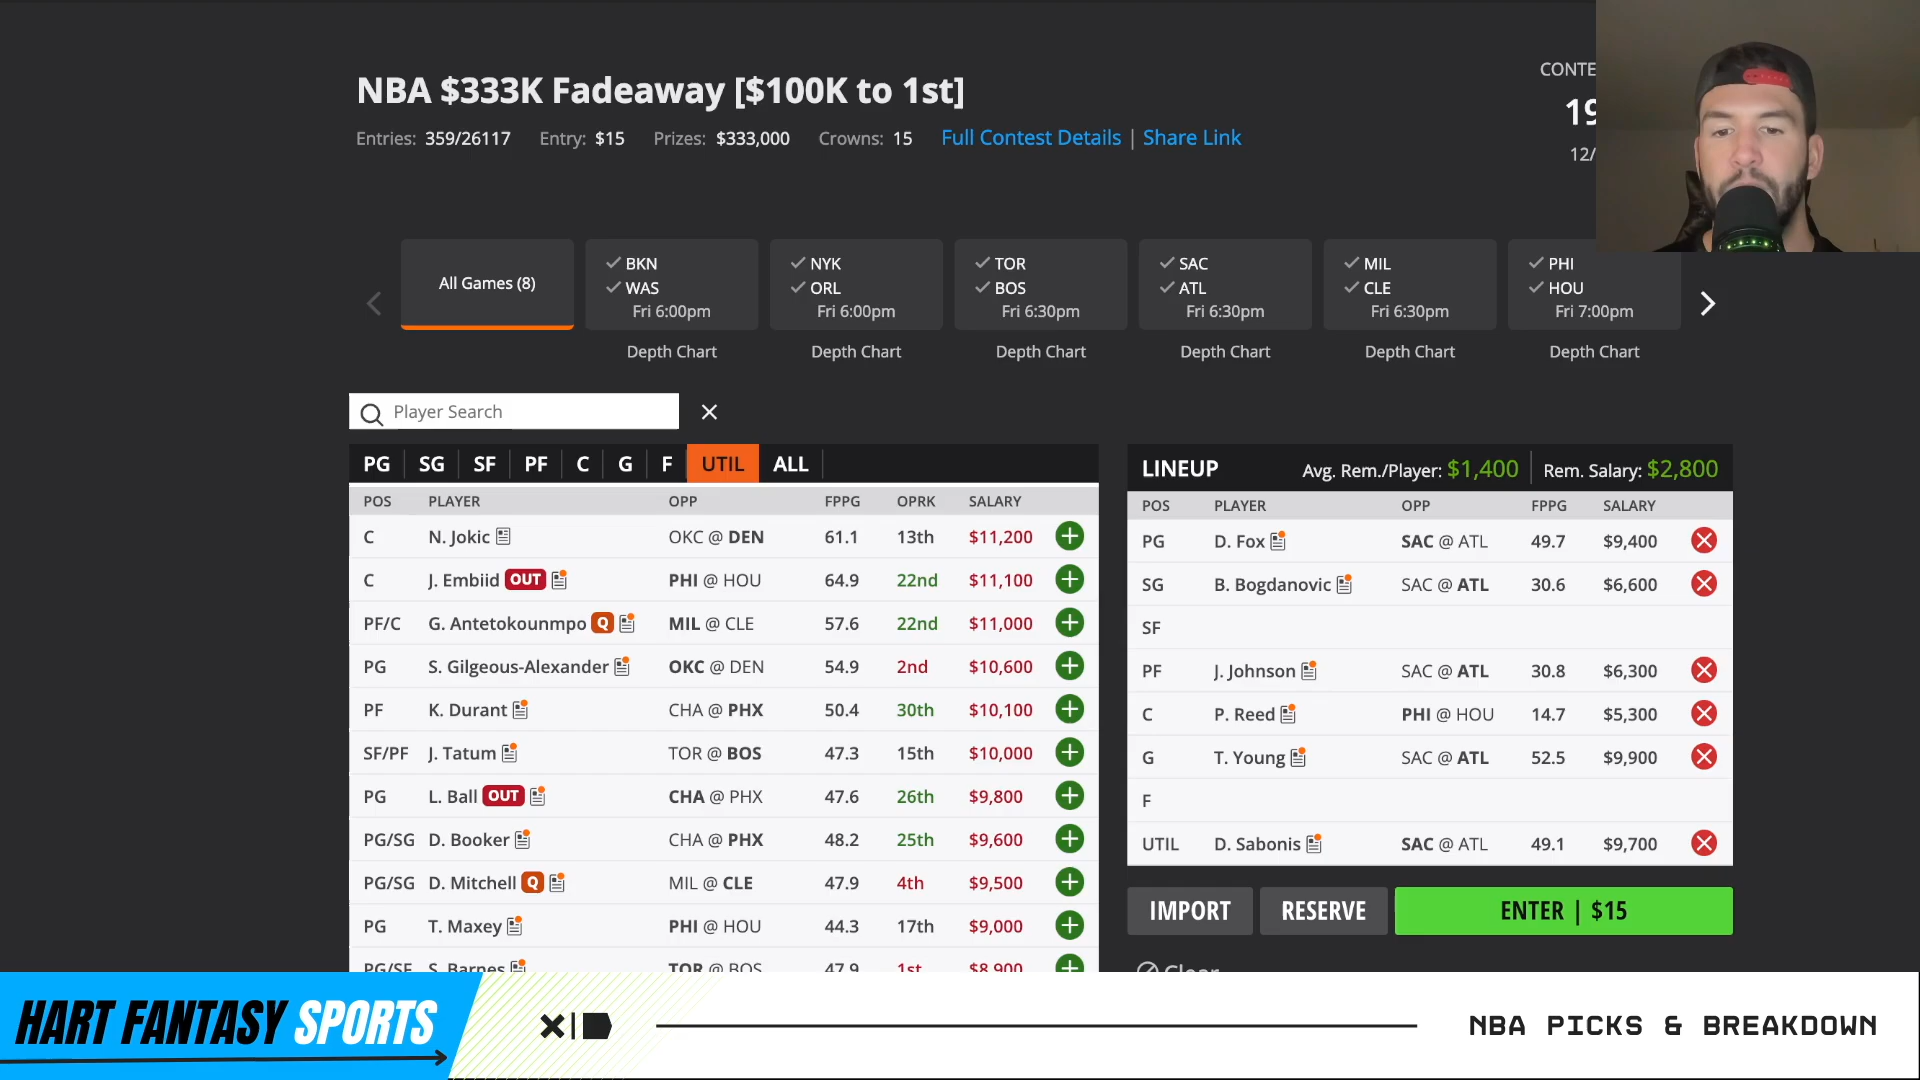 NBA $333K Fadeaway [$100K to 1st]
Entries: 359/26117 Entry: $15 Prizes: $333,000 Crowns: 15 Full Contest Details | Share Link
CONTE
19
12/
All Games (8)
BKN
WAS
Fri 6:00pm
NYK
ORL
Fri 6:00pm
TOR
BOS
Fri 6:30pm
SAC
ATL
Fri 6:30pm
MIL
CLE
Fri 6:30pm
PHI
HOU
Fri 7:00pm
Depth Chart Depth Chart Depth Chart Depth Chart Depth Chart Depth Chart
Player Search
PG SG SF PF C G F UTIL ALL
POS PLAYER OPP FPPG OPRK SALARY
C N. Jokic OKC @ DEN 61.1 13th $11,200
C J. Embiid OUT PHI @ HOU 64.9 22nd $11,100
PF/C G. Antetokounmpo Q MIL @ CLE 57.6 22nd $11,000
PG S. Gilgeous-Alexander OKC @ DEN 54.9 2nd $10,600
PF K. Durant CHA @ PHX 50.4 30th $10,100
SF/PF J. Tatum TOR @ BOS 47.3 15th $10,000
PG L. Ball OUT CHA @ PHX 47.6 26th $9,800
PG/SG D. Booker CHA @ PHX 48.2 25th $9,600
PG/SG D. Mitchell Q MIL @ CLE 47.9 4th $9,500
PG T. Maxey PHI @ HOU 44.3 17th $9,000
PG/SF S. Barnes TOR @ BOS 47.9 1st $8,900
LINEUP Avg. Rem./Player: $1,400 Rem. Salary: $2,800
POS PLAYER OPP FPPG SALARY
PG D. Fox SAC @ ATL 49.7 $9,400
SG B. Bogdanovic SAC @ ATL 30.6 $6,600
SF
PF J. Johnson SAC @ ATL 30.8 $6,300
C P. Reed PHI @ HOU 14.7 $5,300
G T. Young SAC @ ATL 52.5 $9,900
F
UTIL D. Sabonis SAC @ ATL 49.1 $9,700
IMPORT RESERVE ENTER | $15
Clear
HART FANTASY SPORTS
NBA PICKS & BREAKDOWN